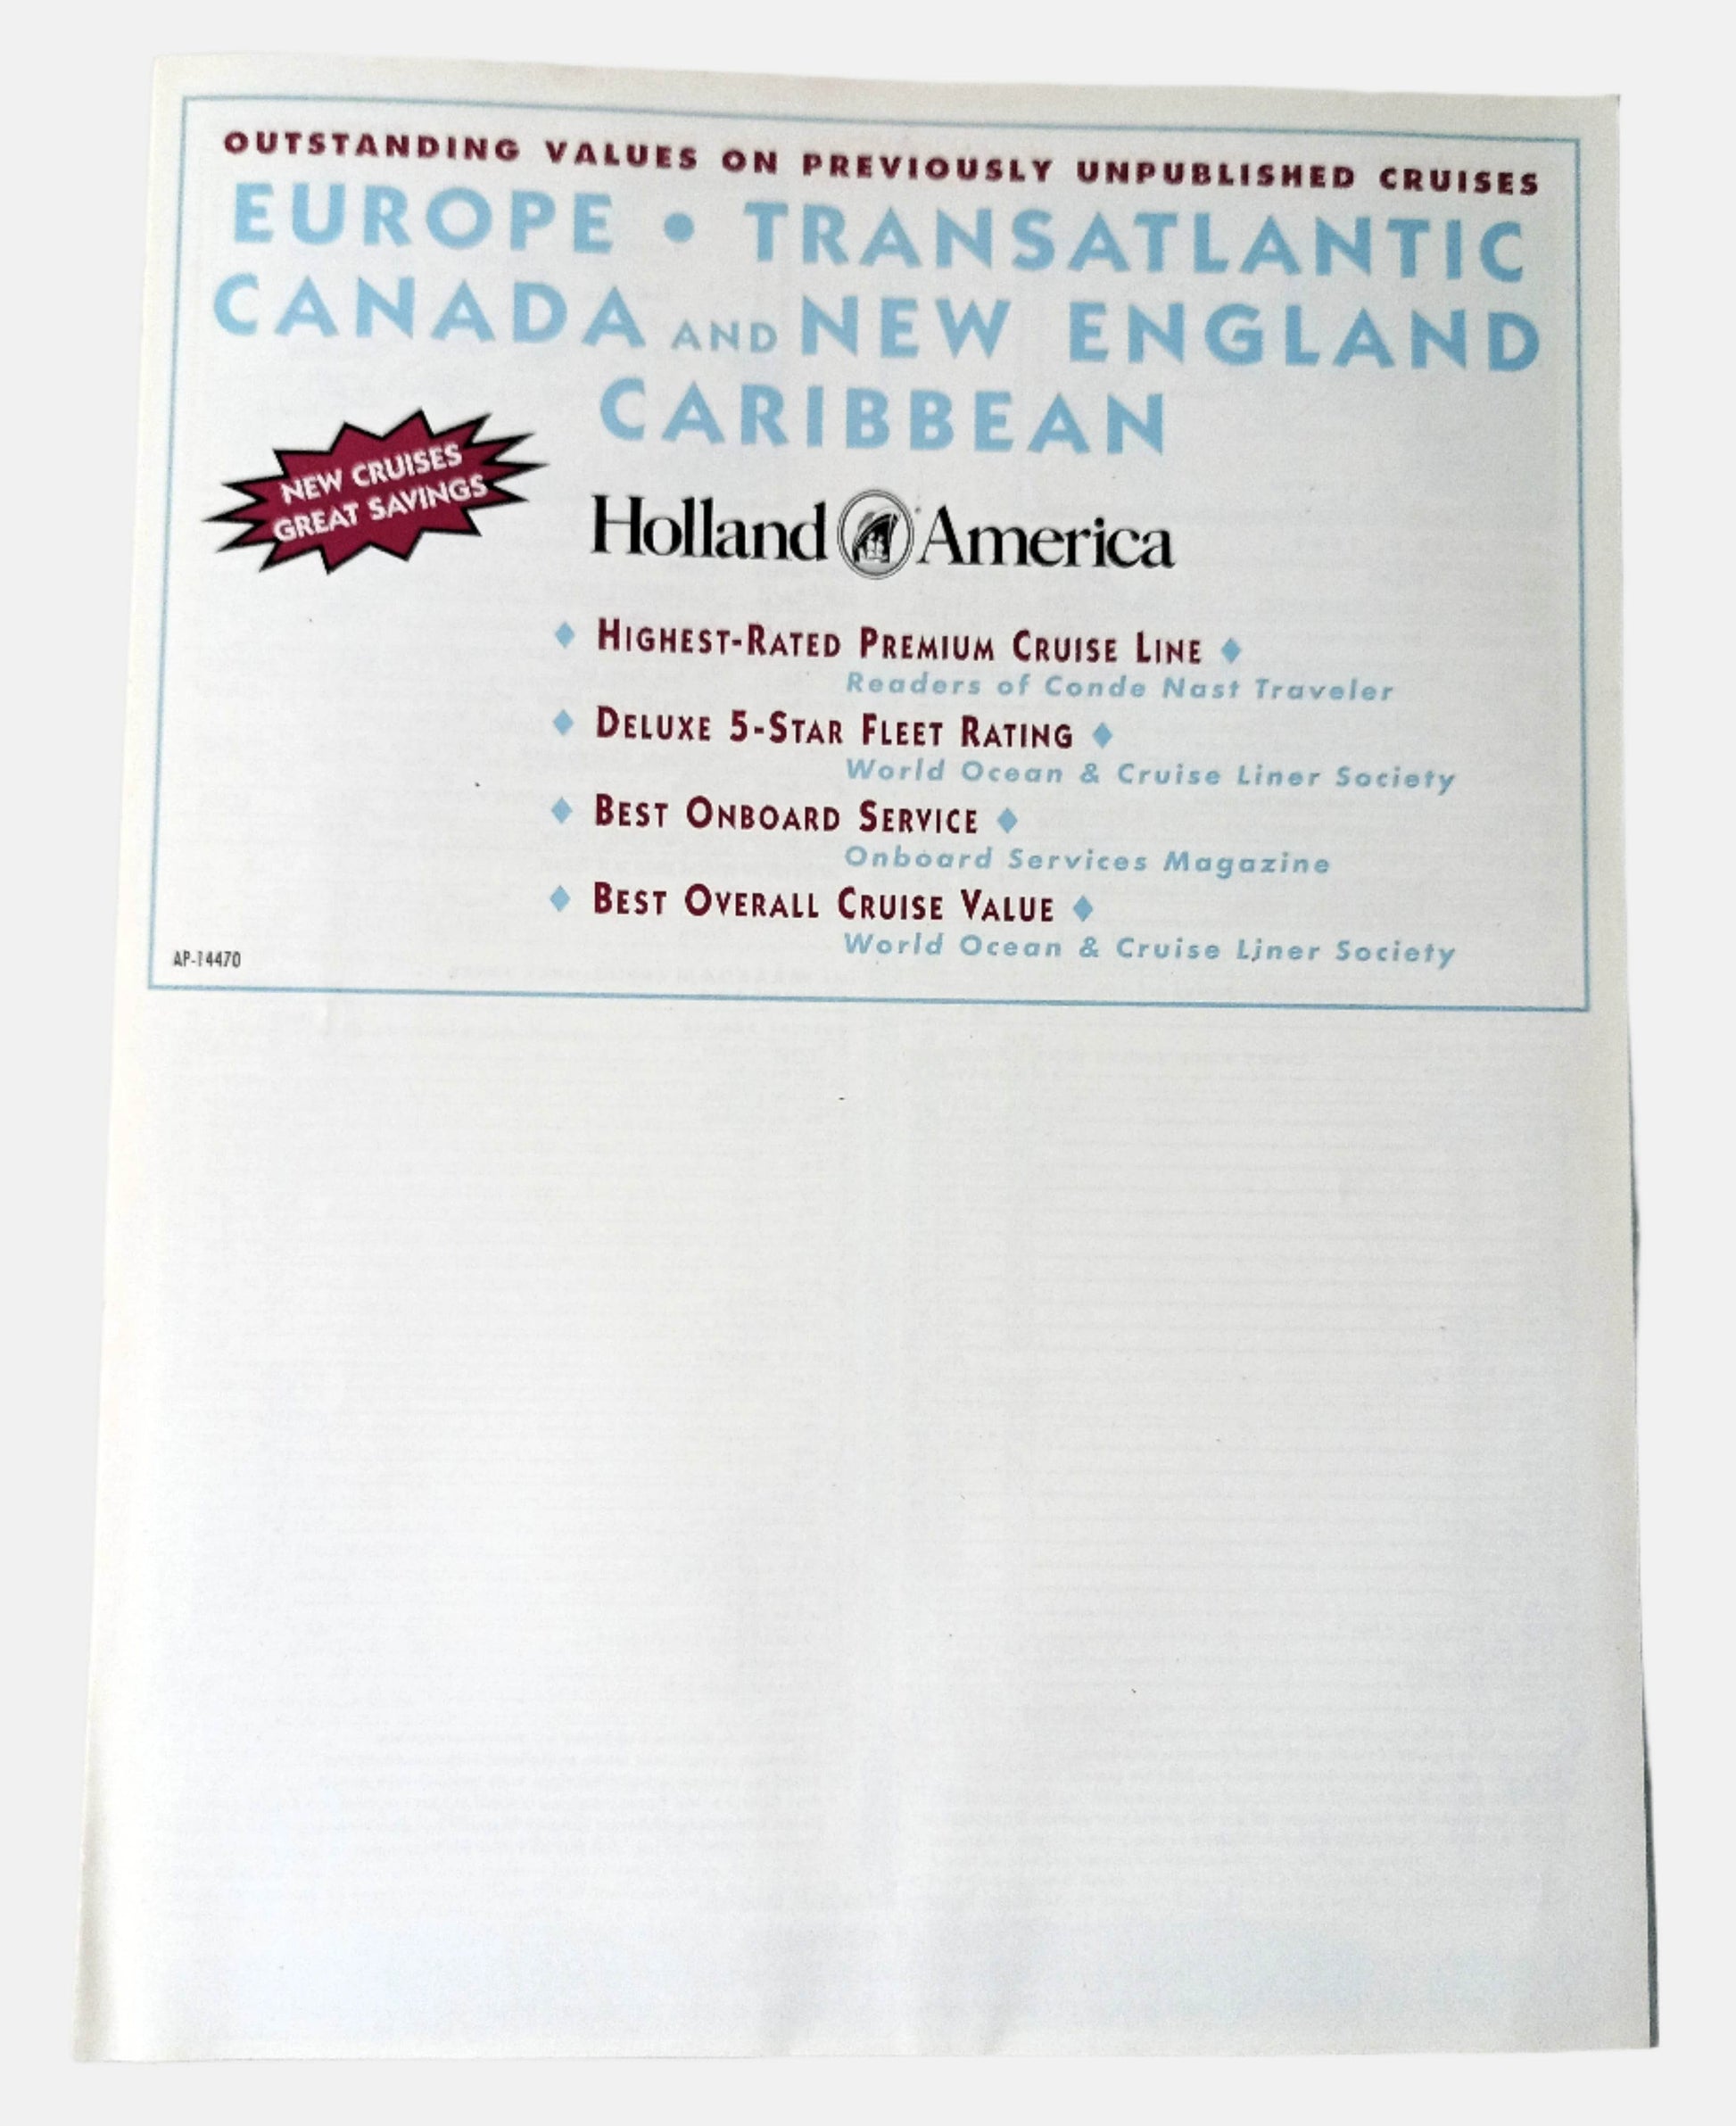 OUTSTANDING VALUES ON PREVIOUSLY UNPUBLISHED CRUISES
EUROPE • TRANSATLANTIC
CANADA AND NEW ENGLAND
CARIBBEAN
NEW CRUISES
GREAT SAVINGS
Holland America
♦ HIGHEST-RATED PREMIUM CRUISE LINE ♦
Readers of Conde Nast Traveler
♦ DELUXE 5-STAR FLEET RATING ♦
World Ocean & Cruise Liner Society
♦ BEST ONBOARD SERVICE ♦
Onboard Services Magazine
♦ BEST OVERALL CRUISE VALUE ♦
World Ocean & Cruise Liner Society
AP-14470